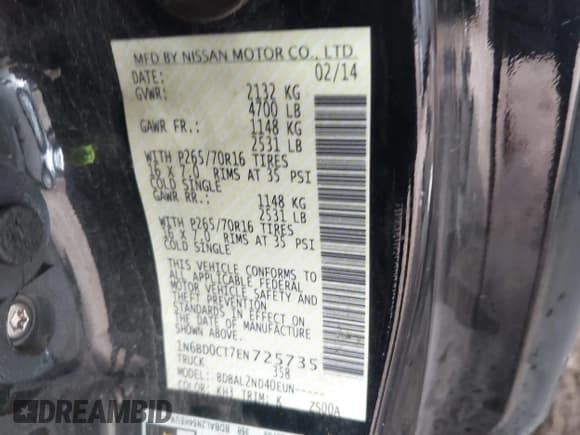 MFD BY NISSAN MOTOR CO., LTD.
DATE: 02/14
GVWR: 2132 KG
4700 LB
GAWR FR.: 1148 KG
2531 LB
WITH P265/70R16 TIRES
16 X 7.0 RIMS AT 35 PSI
COLD SINGLE
GAWR RR.: 1148 KG
2531 LB
WITH P265/70R16 TIRES
16 X 7.0 RIMS AT 35 PSI
COLD SINGLE
THIS VEHICLE CONFORMS TO
ALL APPLICABLE FEDERAL
MOTOR VEHICLE SAFETY AND
THEFT PREVENTION
STANDARDS IN EFFECT ON
THE DATE OF MANUFACTURE
SHOWN ABOVE.
1N6BD0CT7EN725735
TRUCK 358
MODEL: BDBAL2ND40EUN-----
COLOR: KH3 TRIM: K 2S00A